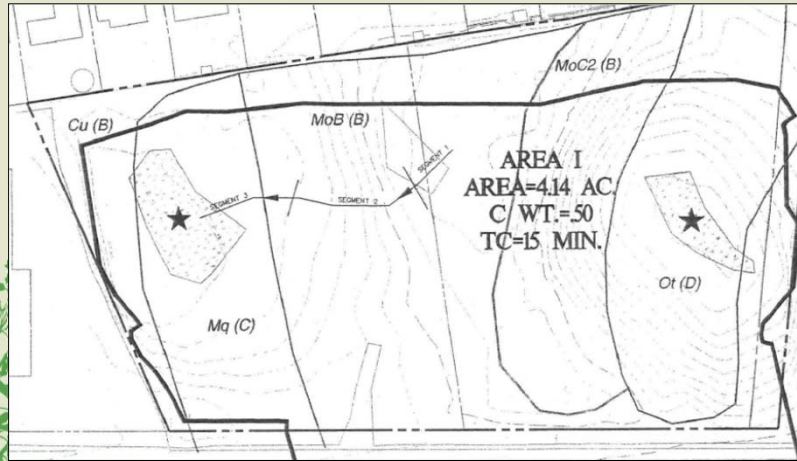 MoC2 (B)
Cu (B)
MoB (B)
SEGMENT 1
AREA I
AREA=4.14 AC.
C WT.=.50
TC=15 MIN.
SEGMENT 3
SEGMENT 2
Ot (D)
Mq (C)